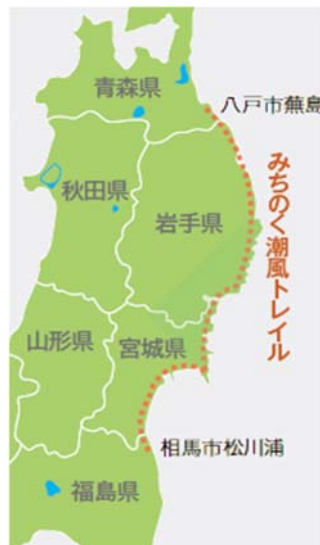 青森県
八戸市蕪島
みちのく潮風トレイル
秋田県
岩手県
山形県
宮城県
相馬市松川浦
福島県